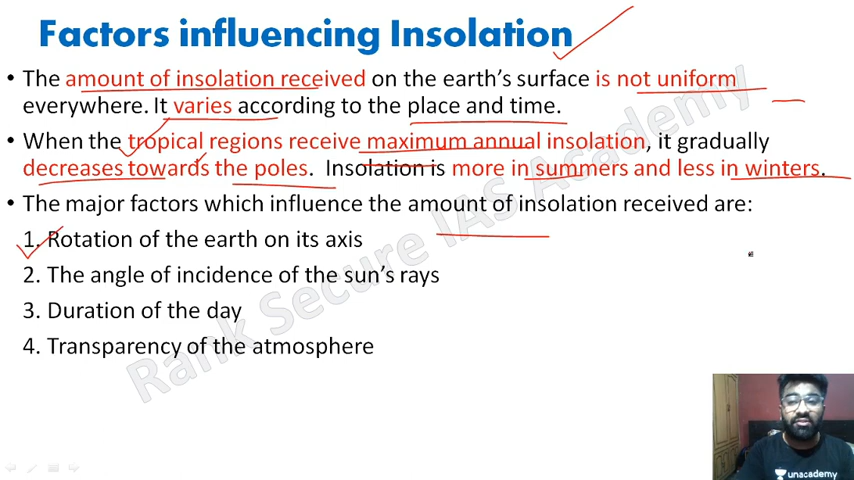 Factors influencing Insolation
• The amount of insolation received on the earth's surface is not uniform
everywhere. It varies according to the place and time.
• When the tropical regions receive maximum annual insolation, it gradually
decreases towards the poles. Insolation is more in summers and less in winters.
• The major factors which influence the amount of insolation received are:
1. Rotation of the earth on its axis
2. The angle of incidence of the sun's rays
3. Duration of the day
4. Transparency of the atmosphere
Rank Secure IAS Academy
unacademy